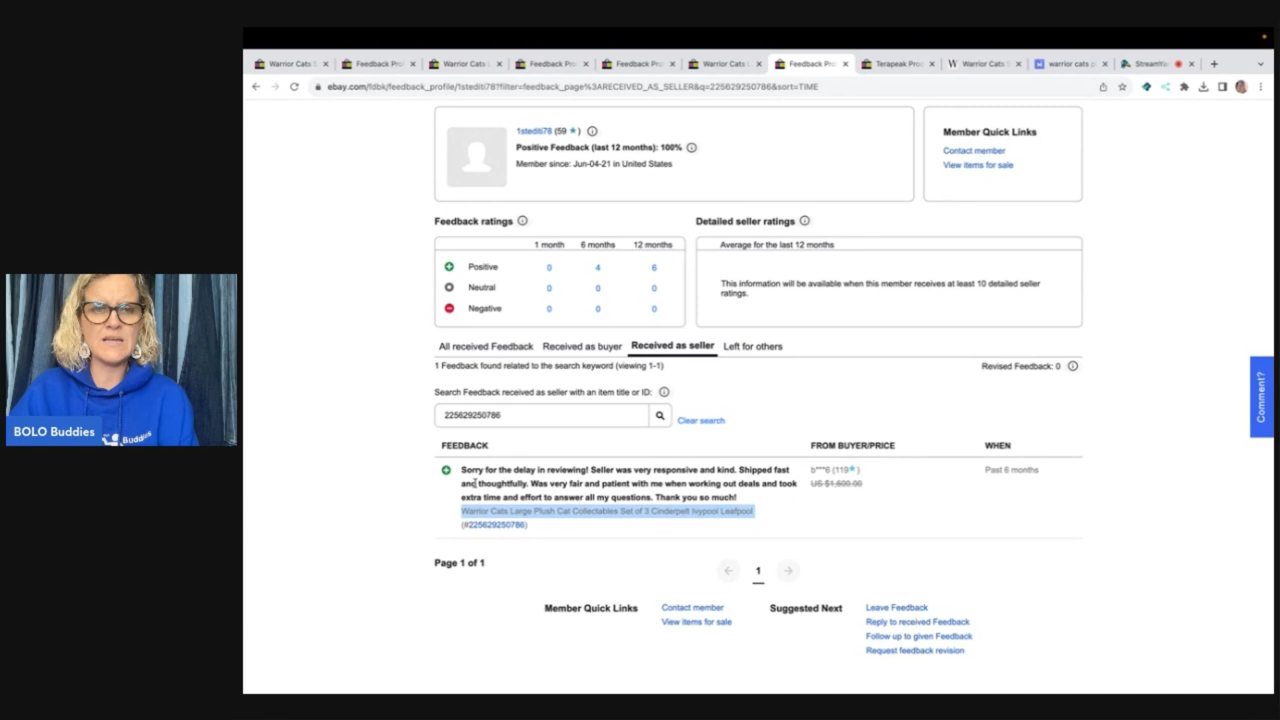 Warrior Cats
Feedback Pro
Warrior Cats
Feedback Pro
Feedback Pro
Warrior Cats
Feedback Pro
Terapeak Pro
Warrior Cats
warrior cats p
StreamYar
ebay.com/fdbk/feedback_profile/1stediti78?filter=feedback_page%3ARECEIVED_AS_SELLER&q=225629250786&sort=TIME
1stediti78 (59 ★)
Positive Feedback (last 12 months): 100%
Member since: Jun-04-21 in United States
Member Quick Links
Contact member
View items for sale
Feedback ratings
1 month 6 months 12 months
Positive 0 4 6
Neutral 0 0 0
Negative 0 0 0
Detailed seller ratings
Average for the last 12 months
This information will be available when this member receives at least 10 detailed seller
ratings.
All received Feedback Received as buyer Received as seller Left for others
1 Feedback found related to the search keyword (viewing 1-1) Revised Feedback: 0
Search Feedback received as seller with an item title or ID:
225629250786
Clear search
FEEDBACK FROM BUYER/PRICE WHEN
Sorry for the delay in reviewing! Seller was very responsive and kind. Shipped fast
and thoughtfully. Was very fair and patient with me when working out deals and took
extra time and effort to answer all my questions. Thank you so much!
Warrior Cats Large Plush Cat Collectables Set of 3 Cinderpelt Ivypool Leafpool
(#225629250786)
b***6 (119★)
US $1,600.00
Past 6 months
Page 1 of 1
1
Member Quick Links
Contact member
View items for sale
Suggested Next
Leave Feedback
Reply to received Feedback
Follow up to given Feedback
Request feedback revision
BOLO Buddies
Buddies
Comment?